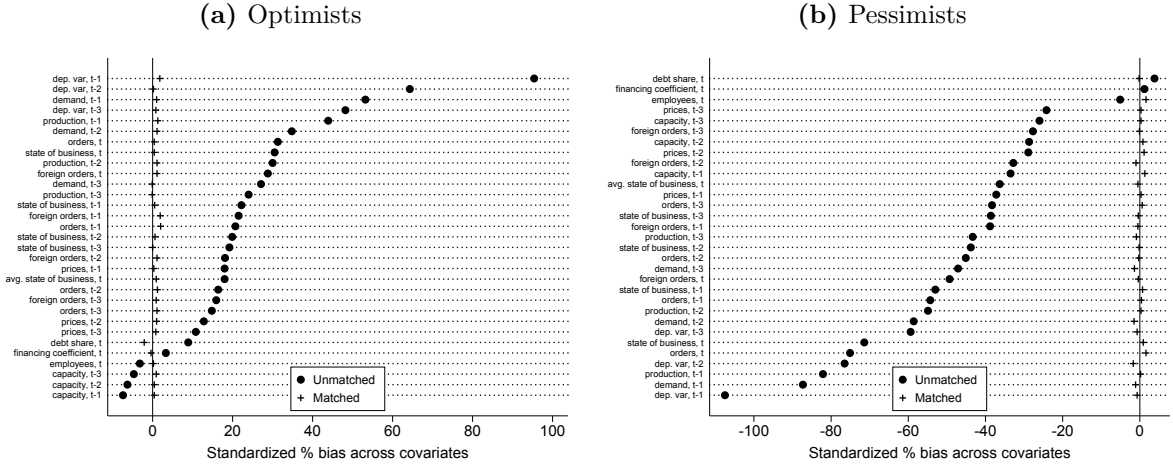 (a) Optimists
dep. var, t-1
dep. var, t-2
demand, t-1
dep. var, t-3
production, t-1
demand, t-2
orders, t
state of business, t
production, t-2
foreign orders, t
demand, t-3
production, t-3
state of business, t-1
foreign orders, t-1
orders, t-1
state of business, t-2
state of business, t-3
foreign orders, t-2
prices, t-1
avg. state of business, t
orders, t-2
foreign orders, t-3
orders, t-3
prices, t-2
prices, t-3
debt share, t
financing coefficient, t
employees, t
capacity, t-3
capacity, t-2
capacity, t-1
Unmatched
Matched
0 20 40 60 80 100
Standardized % bias across covariates
(b) Pessimists
debt share, t
financing coefficient, t
employees, t
prices, t-3
capacity, t-3
foreign orders, t-3
capacity, t-2
prices, t-2
foreign orders, t-2
capacity, t-1
avg. state of business, t
prices, t-1
orders, t-3
state of business, t-3
foreign orders, t-1
production, t-3
state of business, t-2
orders, t-2
demand, t-3
foreign orders, t
state of business, t-1
orders, t-1
production, t-2
demand, t-2
dep. var, t-3
state of business, t
orders, t
dep. var, t-2
production, t-1
demand, t-1
dep. var, t-1
Unmatched
Matched
-100 -80 -60 -40 -20 0
Standardized % bias across covariates